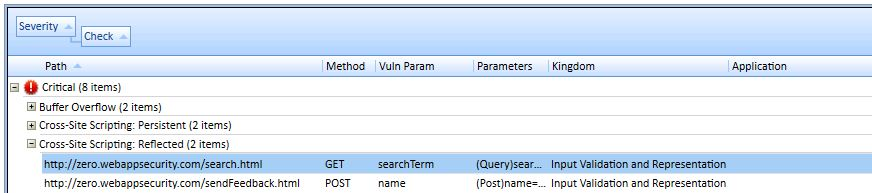 Severity
Check
Path Method Vuln Param Parameters Kingdom Application
Critical (8 items)
Buffer Overflow (2 items)
Cross-Site Scripting: Persistent (2 items)
Cross-Site Scripting: Reflected (2 items)
http://zero.webappsecurity.com/search.html GET searchTerm (Query)sear... Input Validation and Representation
http://zero.webappsecurity.com/sendFeedback.html POST name (Post)name=... Input Validation and Representation